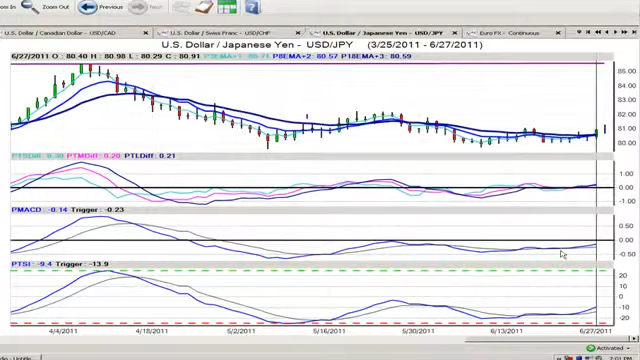 Zoom Out
Previous
Next
U.S. Dollar / Canadian Dollar - USD/CAD
U.S. Dollar / Swiss Franc - USD/CHF
U.S. Dollar / Japanese Yen - USD/JPY
Euro FX - Continuous
U.S. Dollar / Japanese Yen - USD/JPY (3/25/2011 - 6/27/2011)
6/27/2011 O : 80.40 H : 80.98 L : 80.29 C : 80.91 P8EMA+2 : 80.57 P18EMA+3 : 80.59
85.00
84.00
83.00
82.00
81.00
80.00
PTSDiff: 0.30 PTMDiff: 0.20 PTLDiff: 0.21
1.00
0.00
-1.00
PMACD : -0.14 Trigger : -0.23
0.50
0.00
-0.50
PTSI : -9.4 Trigger : -13.9
20
10
0
-10
-20
4/4/2011
4/18/2011
5/2/2011
5/16/2011
5/30/2011
6/13/2011
6/27/2011
Activated
2:01 PM